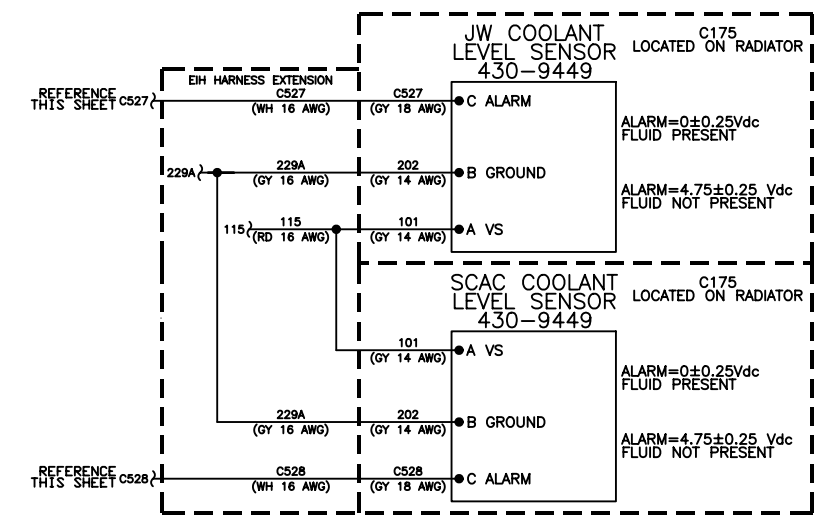 JW COOLANT
LEVEL SENSOR
430-9449
C175
LOCATED ON RADIATOR
EIH HARNESS EXTENSION
REFERENCE
THIS SHEET C527
C527
(WH 16 AWG)
C527
(GY 18 AWG)
C ALARM
ALARM=0±0.25Vdc
FLUID PRESENT
229A
229A
(GY 16 AWG)
202
(GY 14 AWG)
B GROUND
ALARM=4.75±0.25 Vdc
FLUID NOT PRESENT
115
115
(RD 16 AWG)
101
(GY 14 AWG)
A VS
SCAC COOLANT
LEVEL SENSOR
430-9449
C175
LOCATED ON RADIATOR
101
(GY 14 AWG)
A VS
ALARM=0±0.25Vdc
FLUID PRESENT
229A
(GY 16 AWG)
202
(GY 14 AWG)
B GROUND
ALARM=4.75±0.25 Vdc
FLUID NOT PRESENT
REFERENCE
THIS SHEET C528
C528
(WH 16 AWG)
C528
(GY 18 AWG)
C ALARM